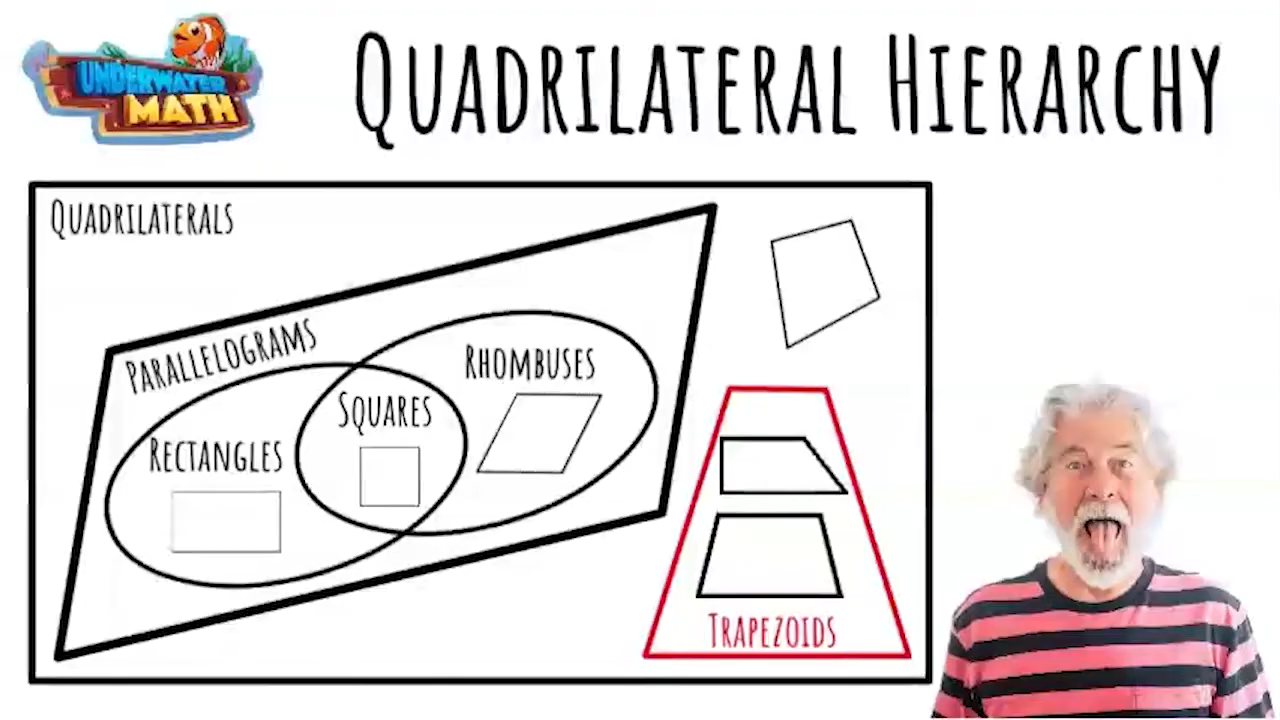 UNDERWATER
MATH
QUADRILATERAL HIERARCHY
QUADRILATERALS
PARALLELOGRAMS
RHOMBUSES
SQUARES
RECTANGLES
TRAPEZOIDS